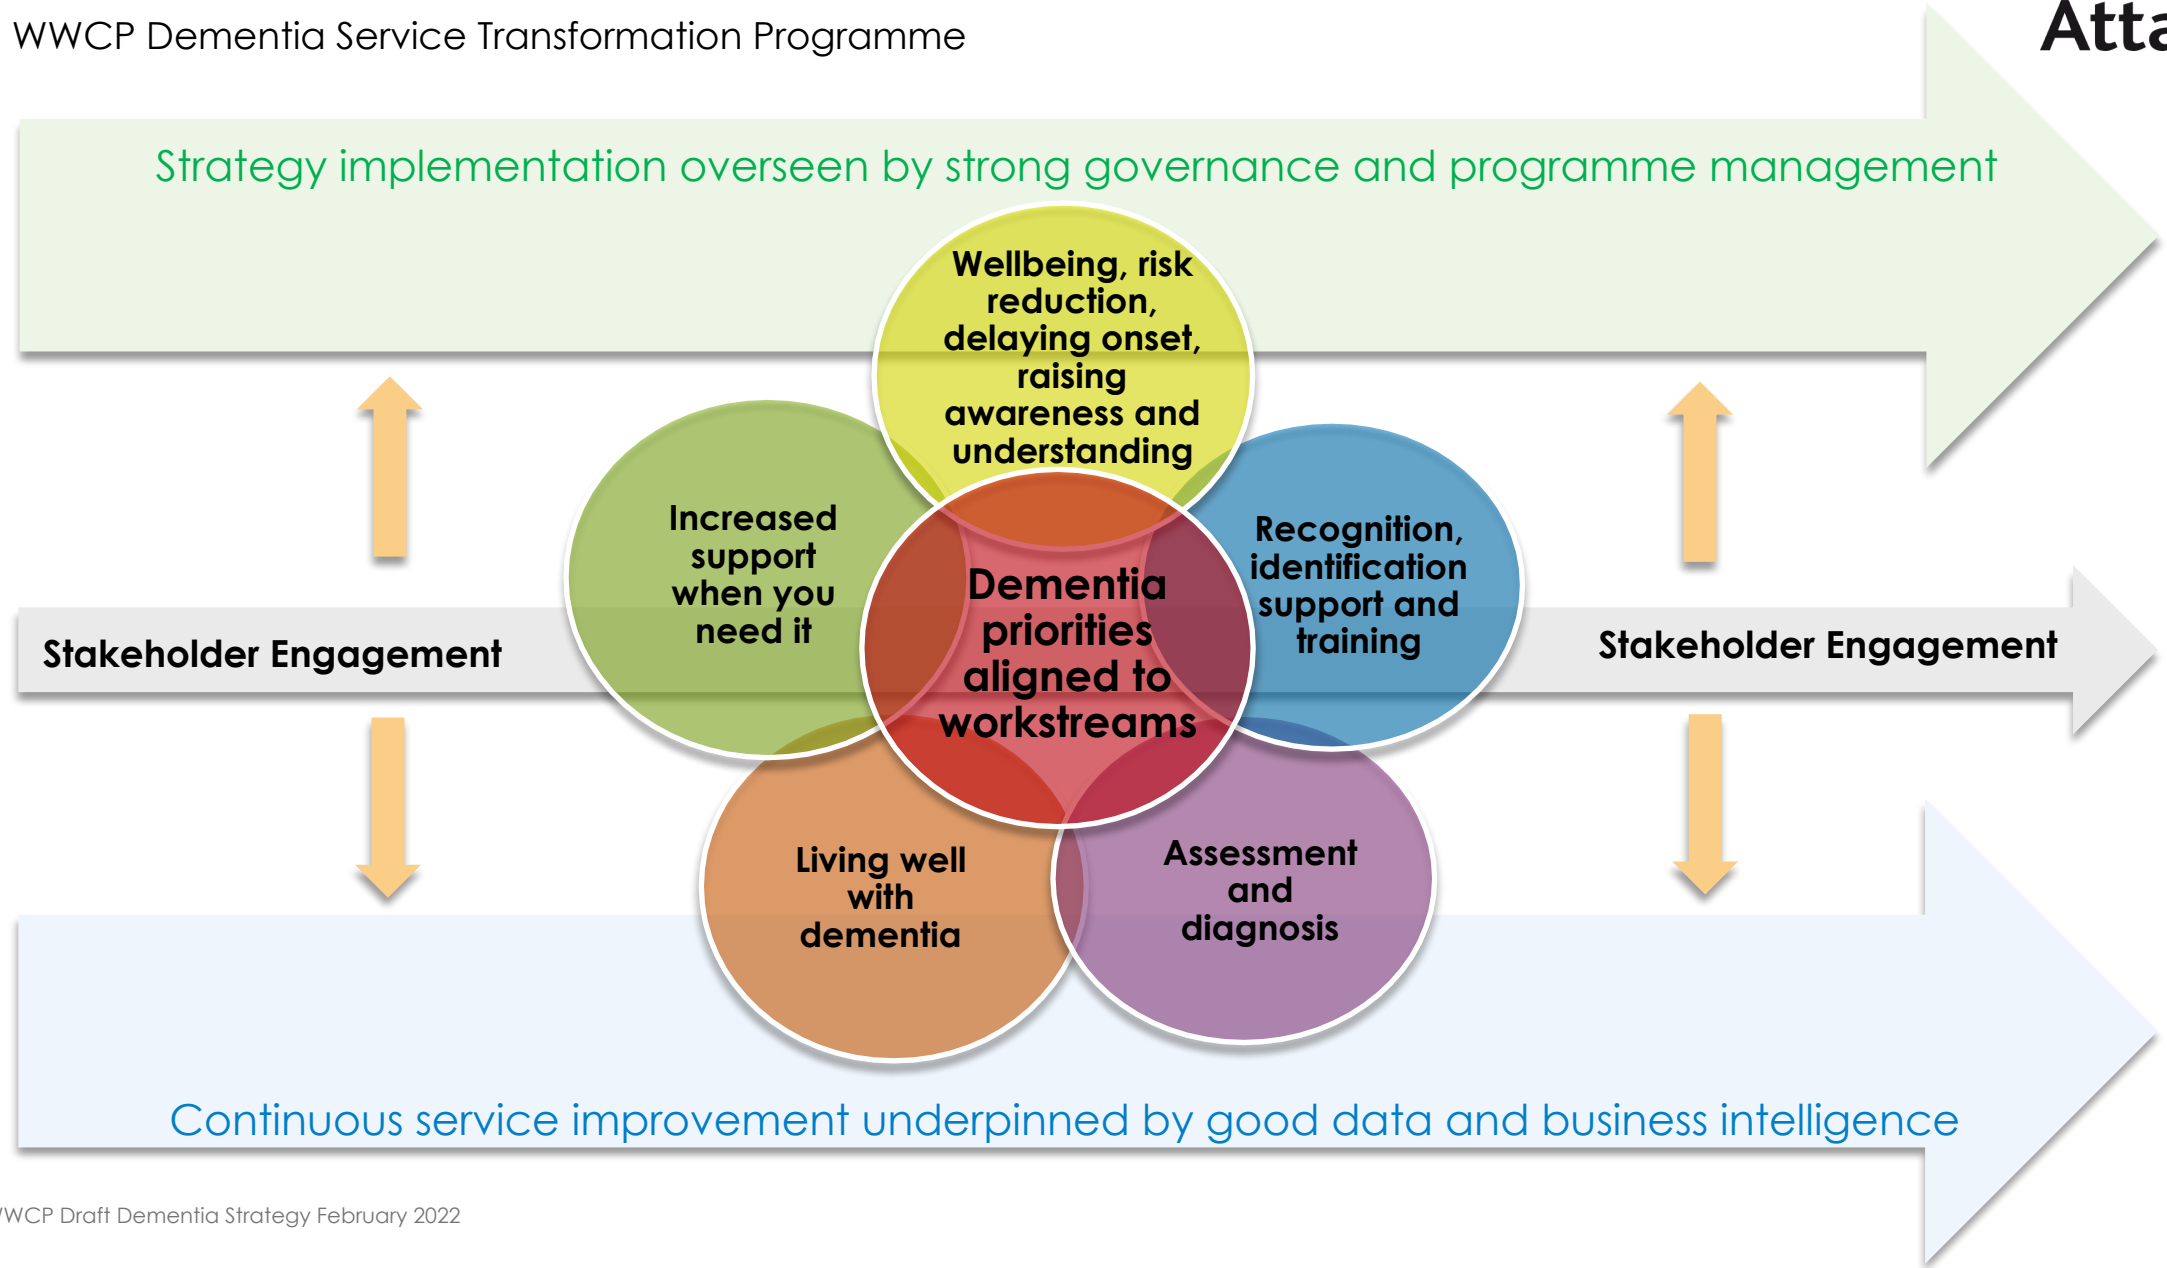 WWCP Dementia Service Transformation Programme
Strategy implementation overseen by strong governance and programme management
Wellbeing, risk
reduction,
delaying onset,
raising
awareness and
understanding
Increased
support
when you
need it
Recognition,
identification
support and
training
Dementia
priorities
aligned to
workstreams
Stakeholder Engagement
Stakeholder Engagement
Living well
with
dementia
Assessment
and
diagnosis
Continuous service improvement underpinned by good data and business intelligence
WWCP Draft Dementia Strategy February 2022